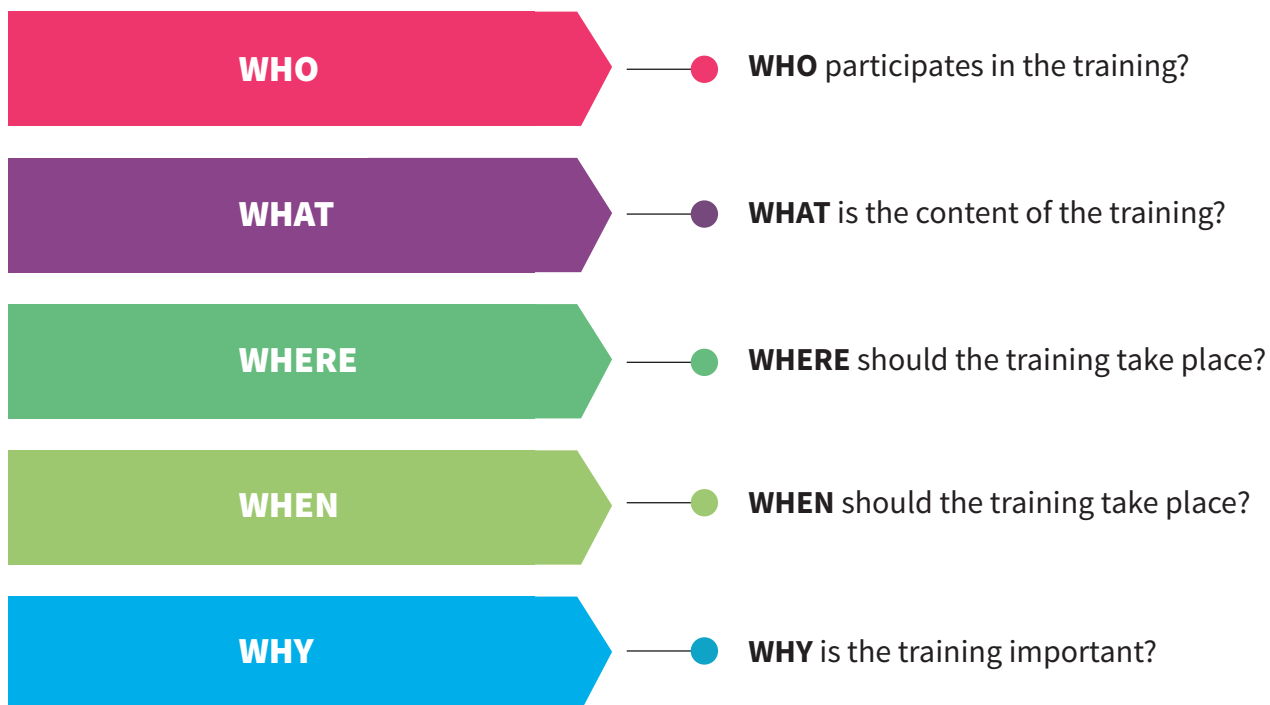 WHO
WHO participates in the training?
WHAT
WHAT is the content of the training?
WHERE
WHERE should the training take place?
WHEN
WHEN should the training take place?
WHY
WHY is the training important?